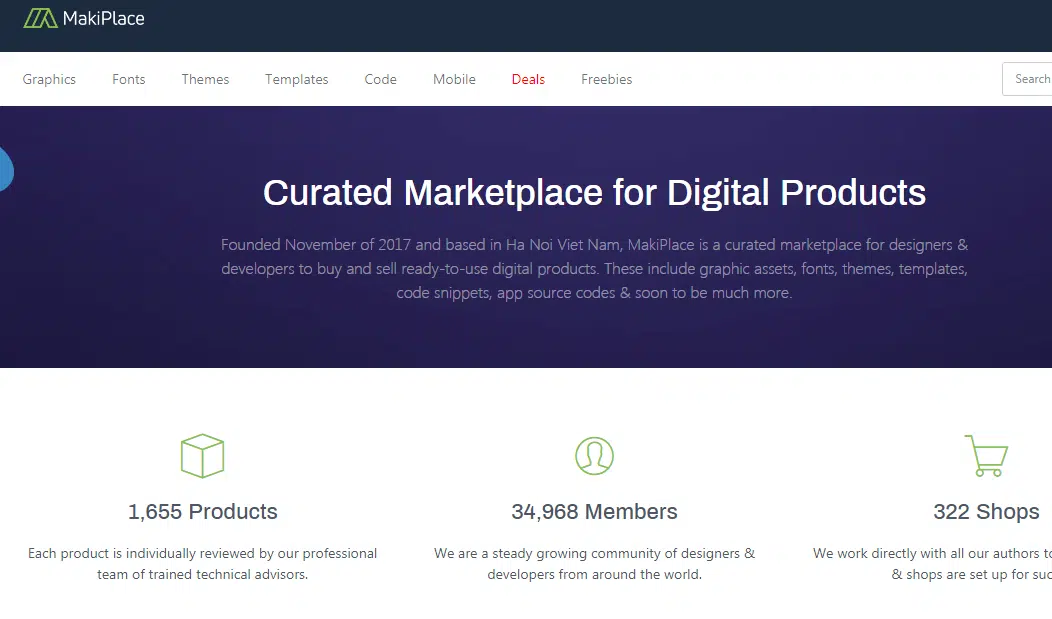 MakiPlace
Graphics Fonts Themes Templates Code Mobile Deals Freebies Search
Curated Marketplace for Digital Products
Founded November of 2017 and based in Ha Noi Viet Nam, MakiPlace is a curated marketplace for designers &
developers to buy and sell ready-to-use digital products. These include graphic assets, fonts, themes, templates,
code snippets, app source codes & soon to be much more.
1,655 Products
Each product is individually reviewed by our professional
team of trained technical advisors.
34,968 Members
We are a steady growing community of designers &
developers from around the world.
322 Shops
We work directly with all our authors
& shops are set up for